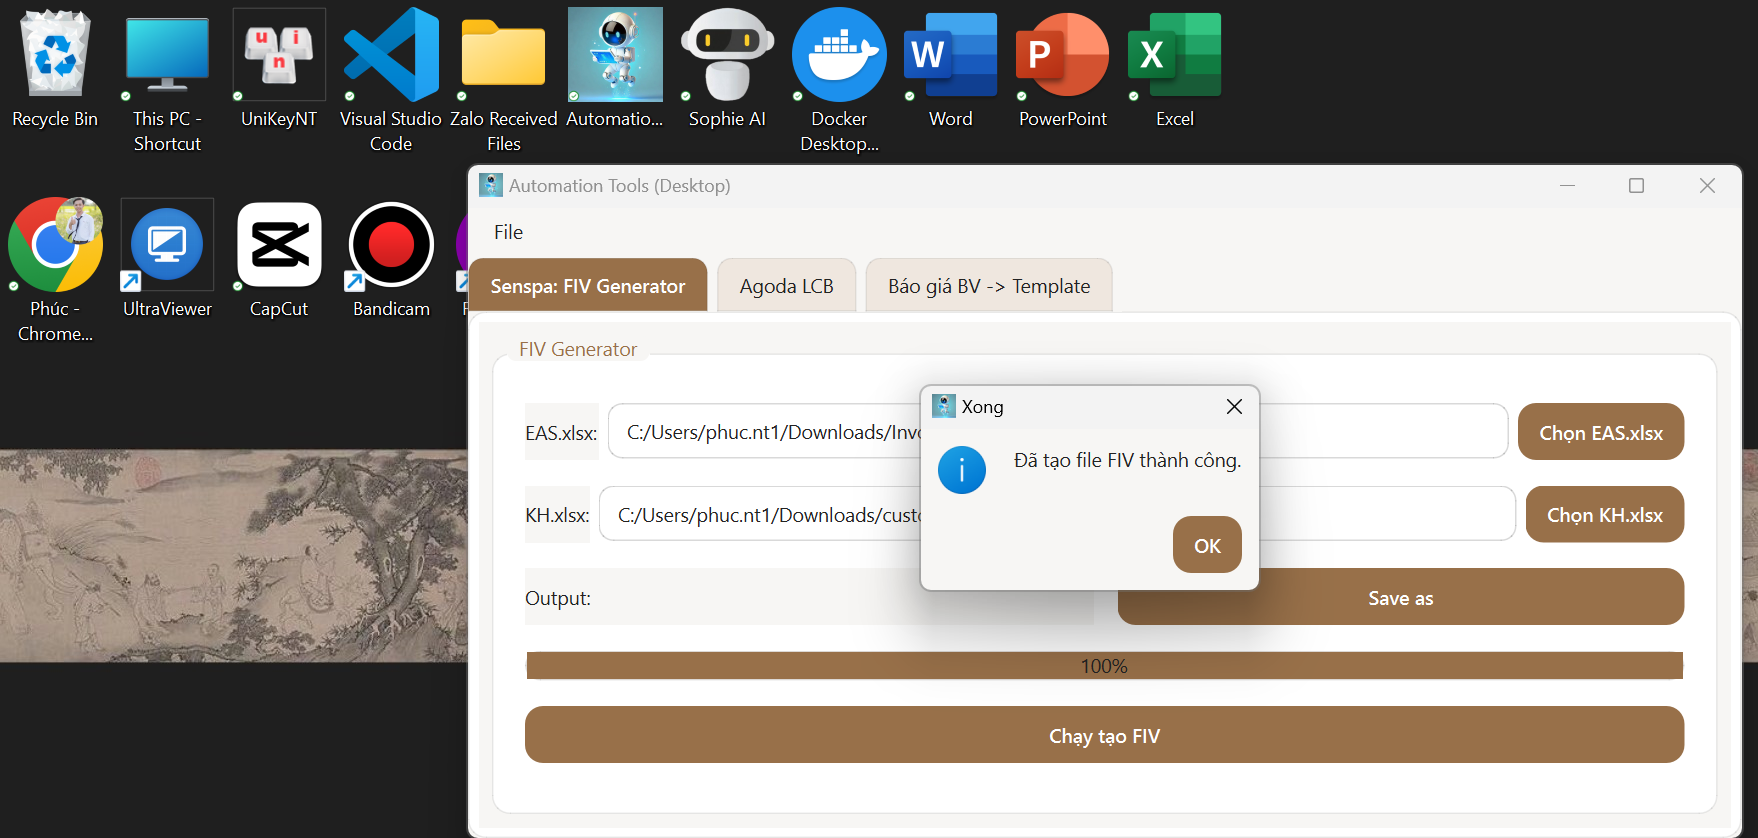 Recycle Bin
This PC -
Shortcut
UniKeyNT
Visual Studio
Code
Zalo Received
Files
Automatio...
Sophie AI
Docker
Desktop...
Word
PowerPoint
Excel
Phúc -
Chrome...
UltraViewer
CapCut
Bandicam
Automation Tools (Desktop)
File
Senspa: FIV Generator
Agoda LCB
Báo giá BV -> Template
FIV Generator
EAS.xlsx:
C:/Users/phuc.nt1/Downloads/Invo
Chọn EAS.xlsx
KH.xlsx:
C:/Users/phuc.nt1/Downloads/custo
Chọn KH.xlsx
Output:
Save as
100%
Chạy tạo FIV
Xong
Đã tạo file FIV thành công.
OK